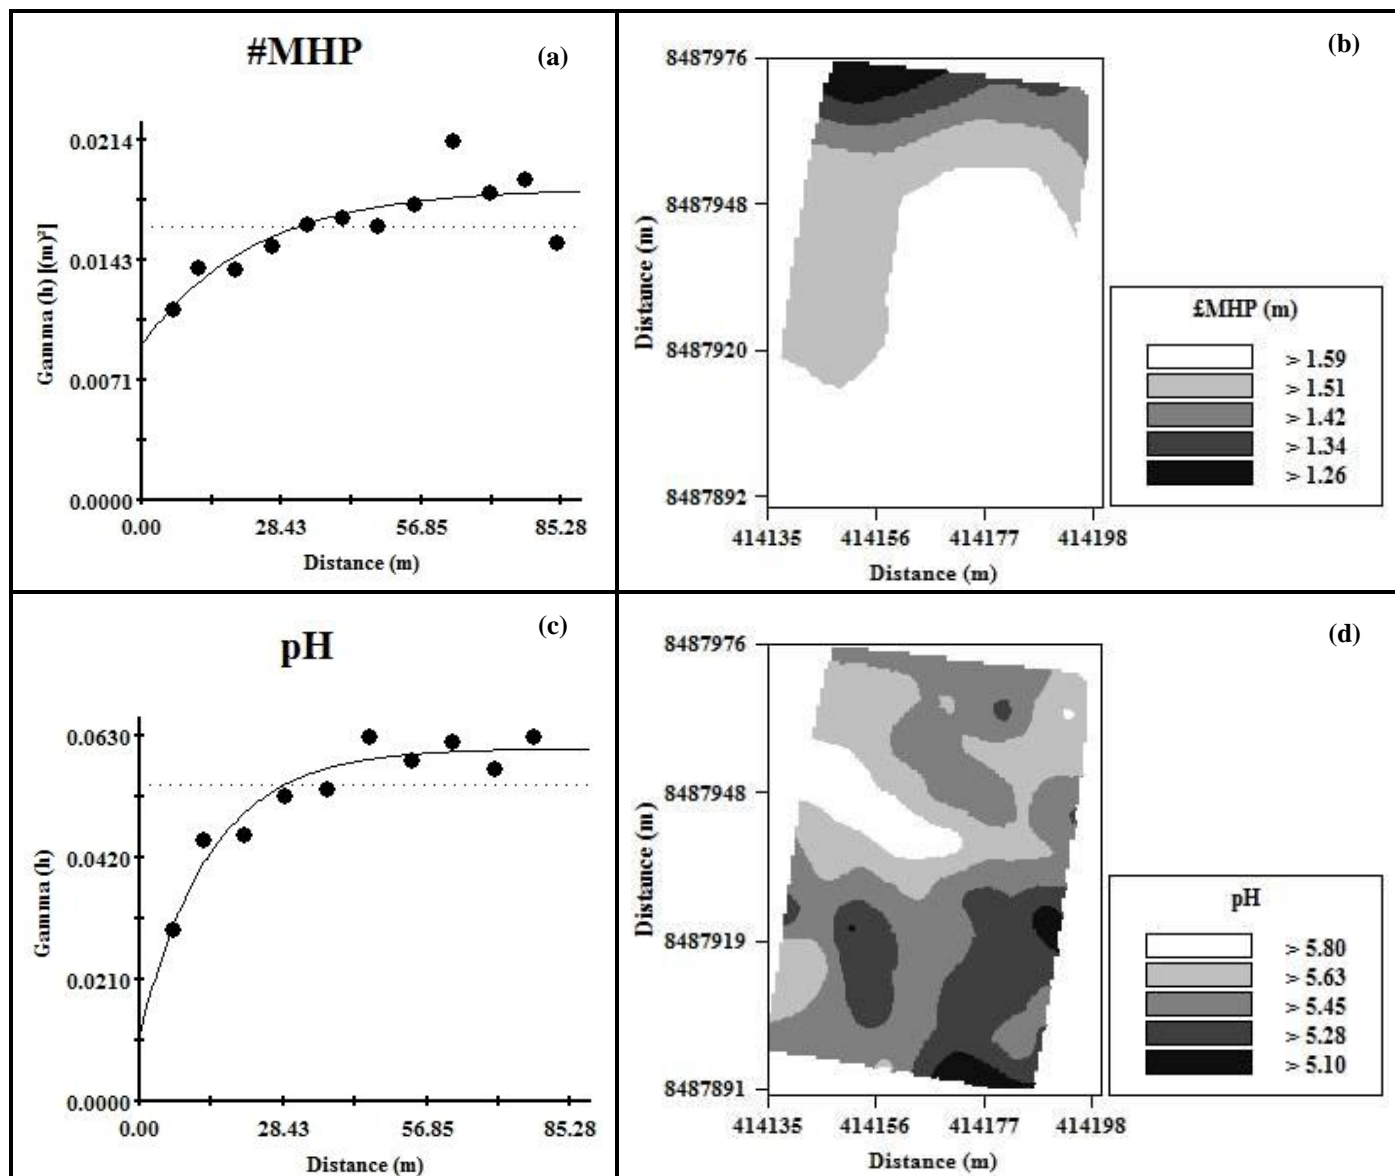 #MHP
(a)
0.0214
0.0143
0.0071
0.0000
Gamma (h) [(m)²]
0.00 28.43 56.85 85.28
Distance (m)
(b)
8487976
8487948
8487920
8487892
Distance (m)
414135 414156 414177 414198
Distance (m)
£MHP (m)
> 1.59
> 1.51
> 1.42
> 1.34
> 1.26
pH
(c)
0.0630
0.0420
0.0210
0.0000
Gamma (h)
0.00 28.43 56.85 85.28
Distance (m)
(d)
8487976
8487948
8487919
8487891
Distance (m)
414135 414156 414177 414198
Distance (m)
pH
> 5.80
> 5.63
> 5.45
> 5.28
> 5.10